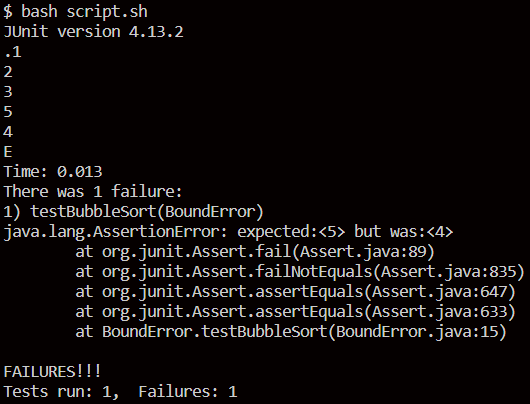 $ bash script.sh
JUnit version 4.13.2
.1
2
3
5
4
E
Time: 0.013
There was 1 failure:
1) testBubbleSort(BoundError)
java.lang.AssertionError: expected:<5> but was:<4>
        at org.junit.Assert.fail(Assert.java:89)
        at org.junit.Assert.failNotEquals(Assert.java:835)
        at org.junit.Assert.assertEquals(Assert.java:647)
        at org.junit.Assert.assertEquals(Assert.java:633)
        at BoundError.testBubbleSort(BoundError.java:15)

FAILURES!!!
Tests run: 1,  Failures: 1